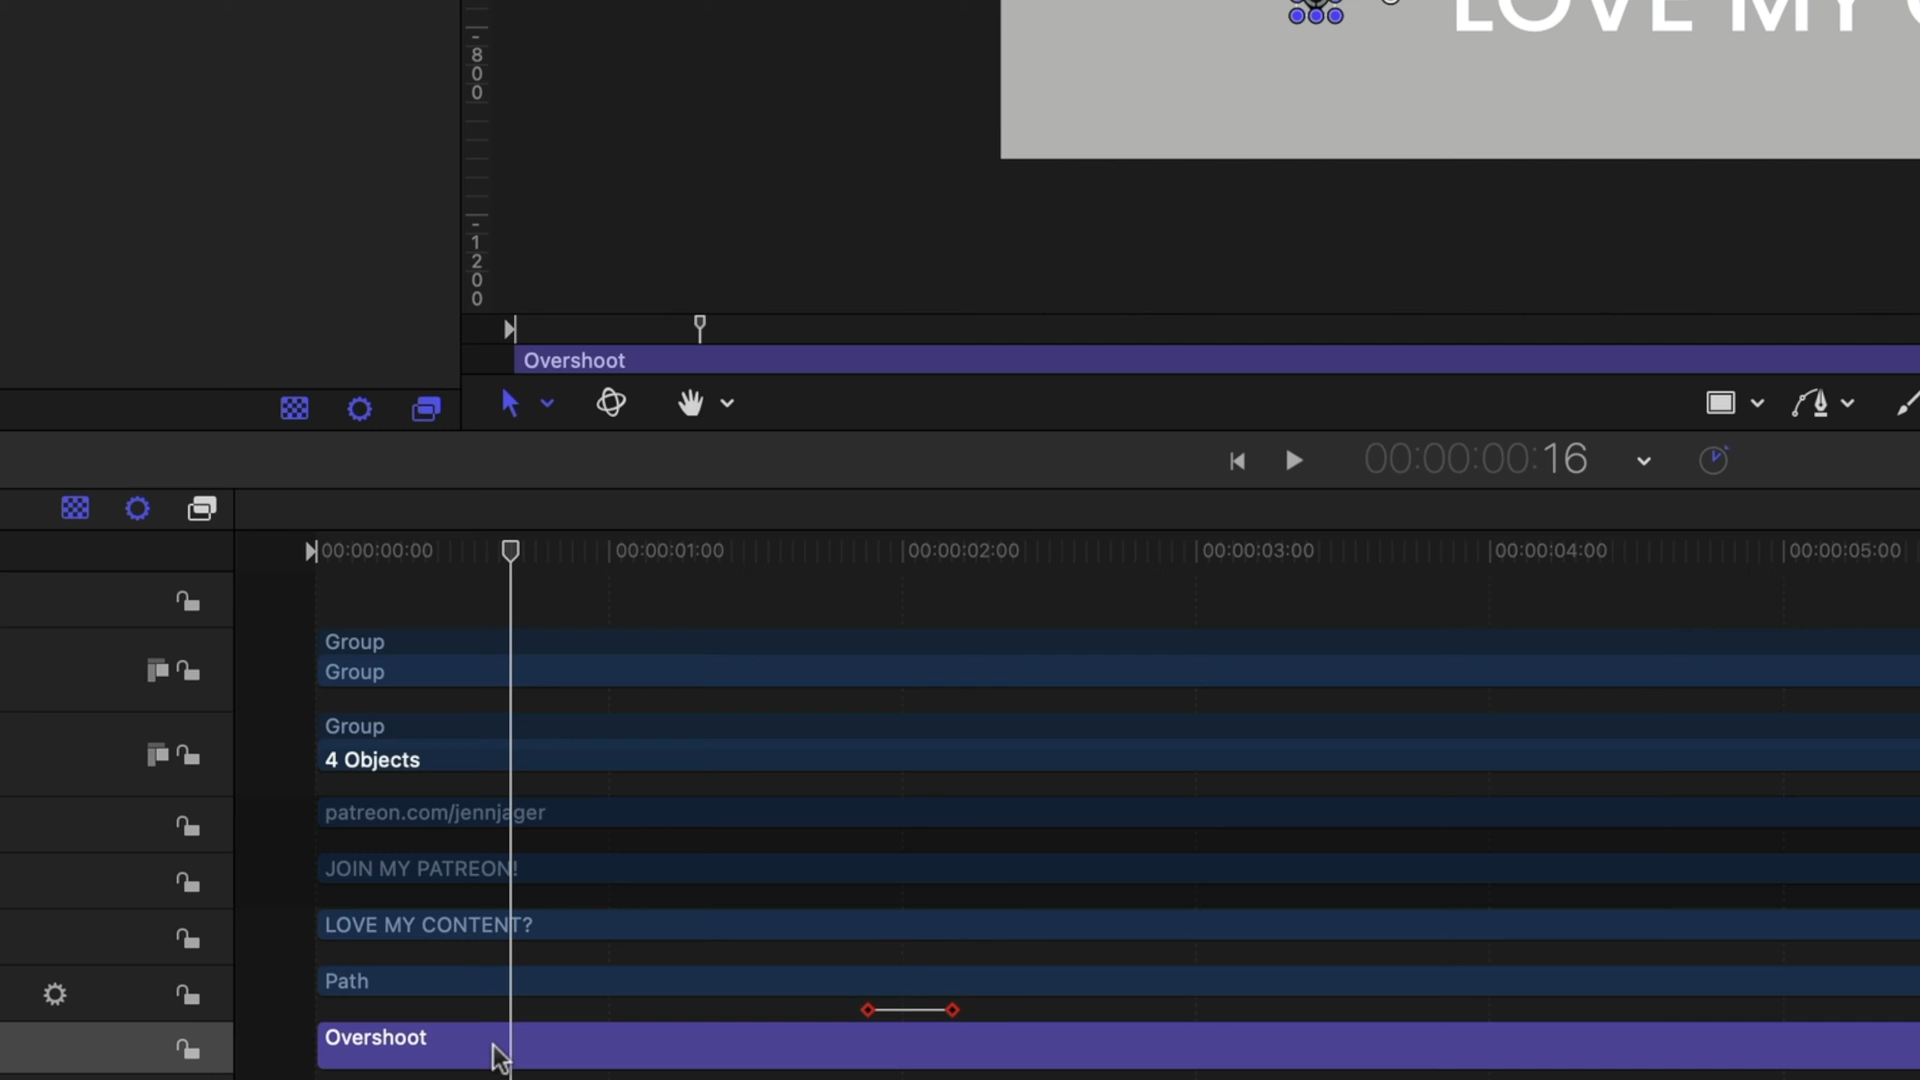 LOVE MY
-800
-1200
Overshoot
00:00:00:16
00:00:00:00 00:00:01:00 00:00:02:00 00:00:03:00 00:00:04:00 00:00:05:00
Group
Group
Group
4 Objects
patreon.com/jennjager
JOIN MY PATREON!
LOVE MY CONTENT?
Path
Overshoot